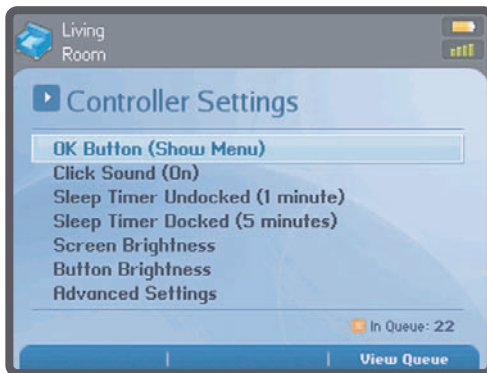 Living
Room
Controller Settings
OK Button (Show Menu)
Click Sound (On)
Sleep Timer Undocked (1 minute)
Sleep Timer Docked (5 minutes)
Screen Brightness
Button Brightness
Advanced Settings
In Queue: 22
View Queue